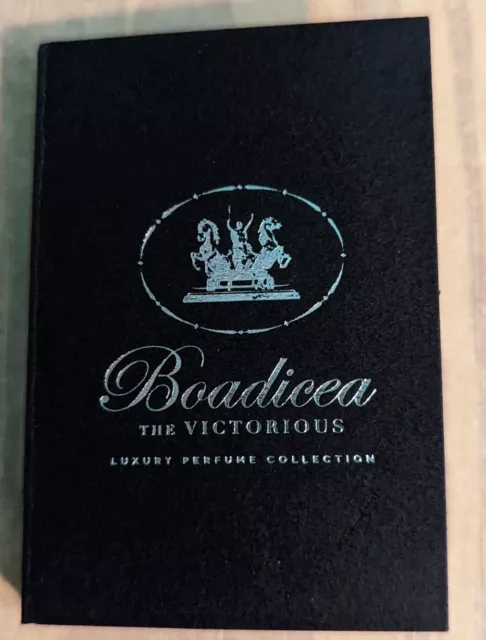 Boadicea
THE VICTORIOUS
LUXURY PERFUME COLLECTION